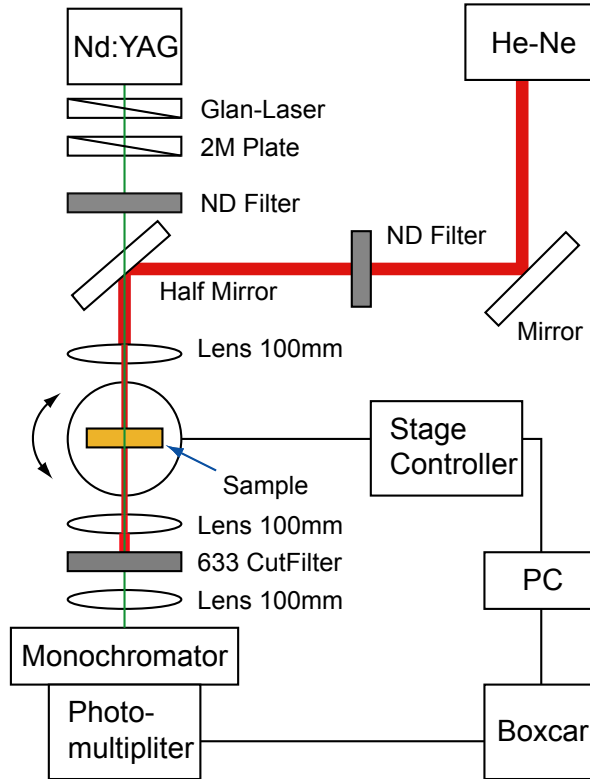 Nd:YAG
He-Ne
Glan-Laser
2M Plate
ND Filter
ND Filter
Half Mirror
Mirror
Lens 100mm
Stage
Controller
Sample
Lens 100mm
633 CutFilter
PC
Lens 100mm
Monochromator
Photo-
multipliter
Boxcar